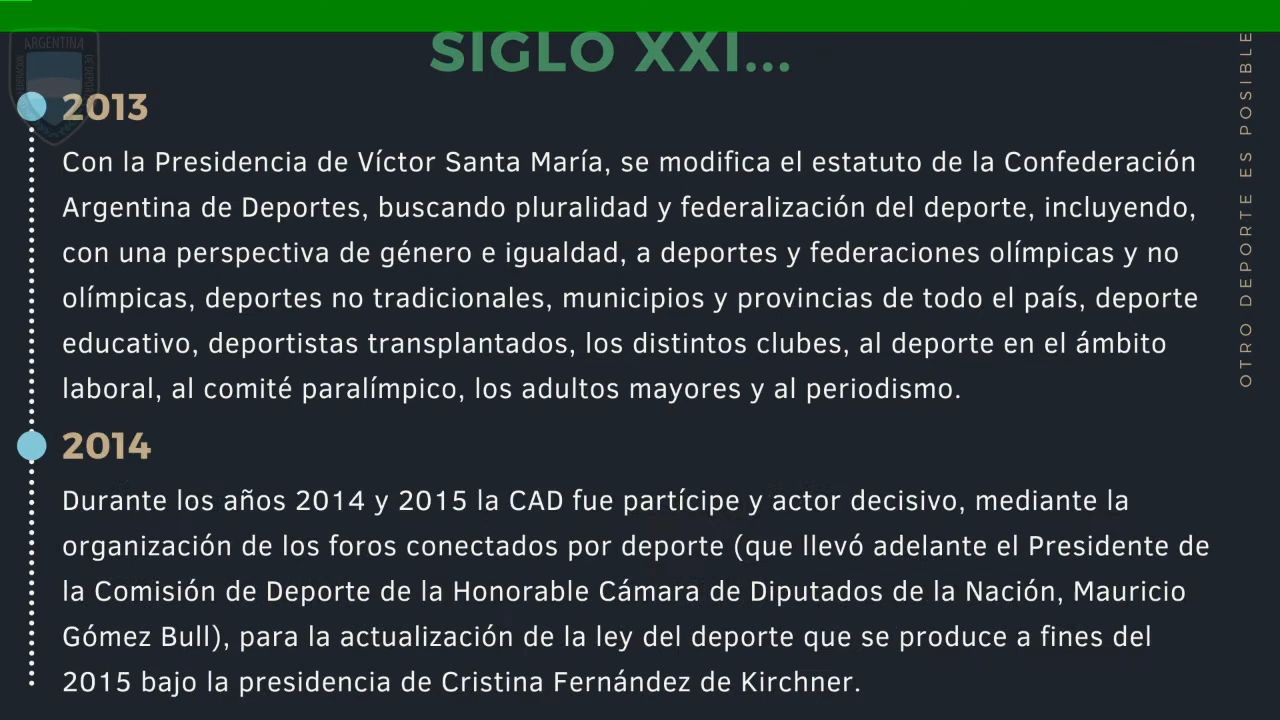 ARGENTINA
SIGLO XXI...
2013
Con la Presidencia de Víctor Santa María, se modifica el estatuto de la Confederación
Argentina de Deportes, buscando pluralidad y federalización del deporte, incluyendo,
con una perspectiva de género e igualdad, a deportes y federaciones olímpicas y no
olímpicas, deportes no tradicionales, municipios y provincias de todo el país, deporte
educativo, deportistas transplantados, los distintos clubes, al deporte en el ámbito
laboral, al comité paralímpico, los adultos mayores y al periodismo.
2014
Durante los años 2014 y 2015 la CAD fue partícipe y actor decisivo, mediante la
organización de los foros conectados por deporte (que llevó adelante el Presidente de
la Comisión de Deporte de la Honorable Cámara de Diputados de la Nación, Mauricio
Gómez Bull), para la actualización de la ley del deporte que se produce a fines del
2015 bajo la presidencia de Cristina Fernández de Kirchner.
OTRO DEPORTE ES POSIBLE